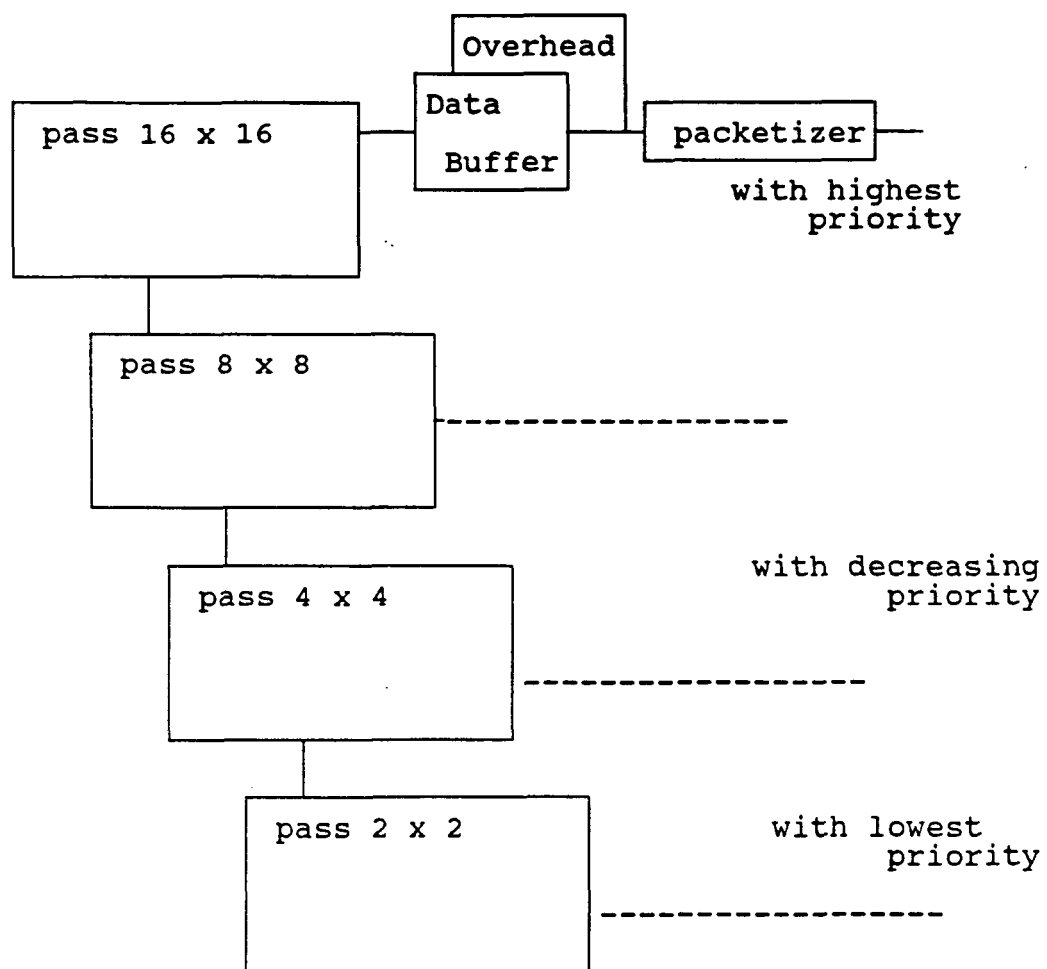 Overhead
Data
Buffer
pass 16 x 16
packetizer
with highest
priority
pass 8 x 8
with decreasing
priority
pass 4 x 4
pass 2 x 2
with lowest
priority